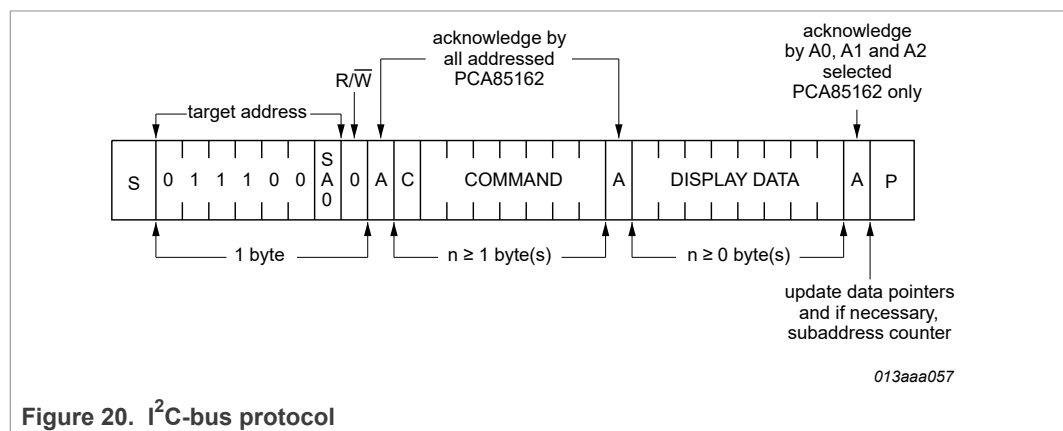 acknowledge by
all addressed
PCA85162
acknowledge
by A0, A1 and A2
selected
PCA85162 only
R/W̅
target address
S 0 1 1 1 0 0 SA0 0 A C COMMAND A DISPLAY DATA A P
1 byte
n ≥ 1 byte(s)
n ≥ 0 byte(s)
update data pointers
and if necessary,
subaddress counter
013aaa057
Figure 20. I²C-bus protocol